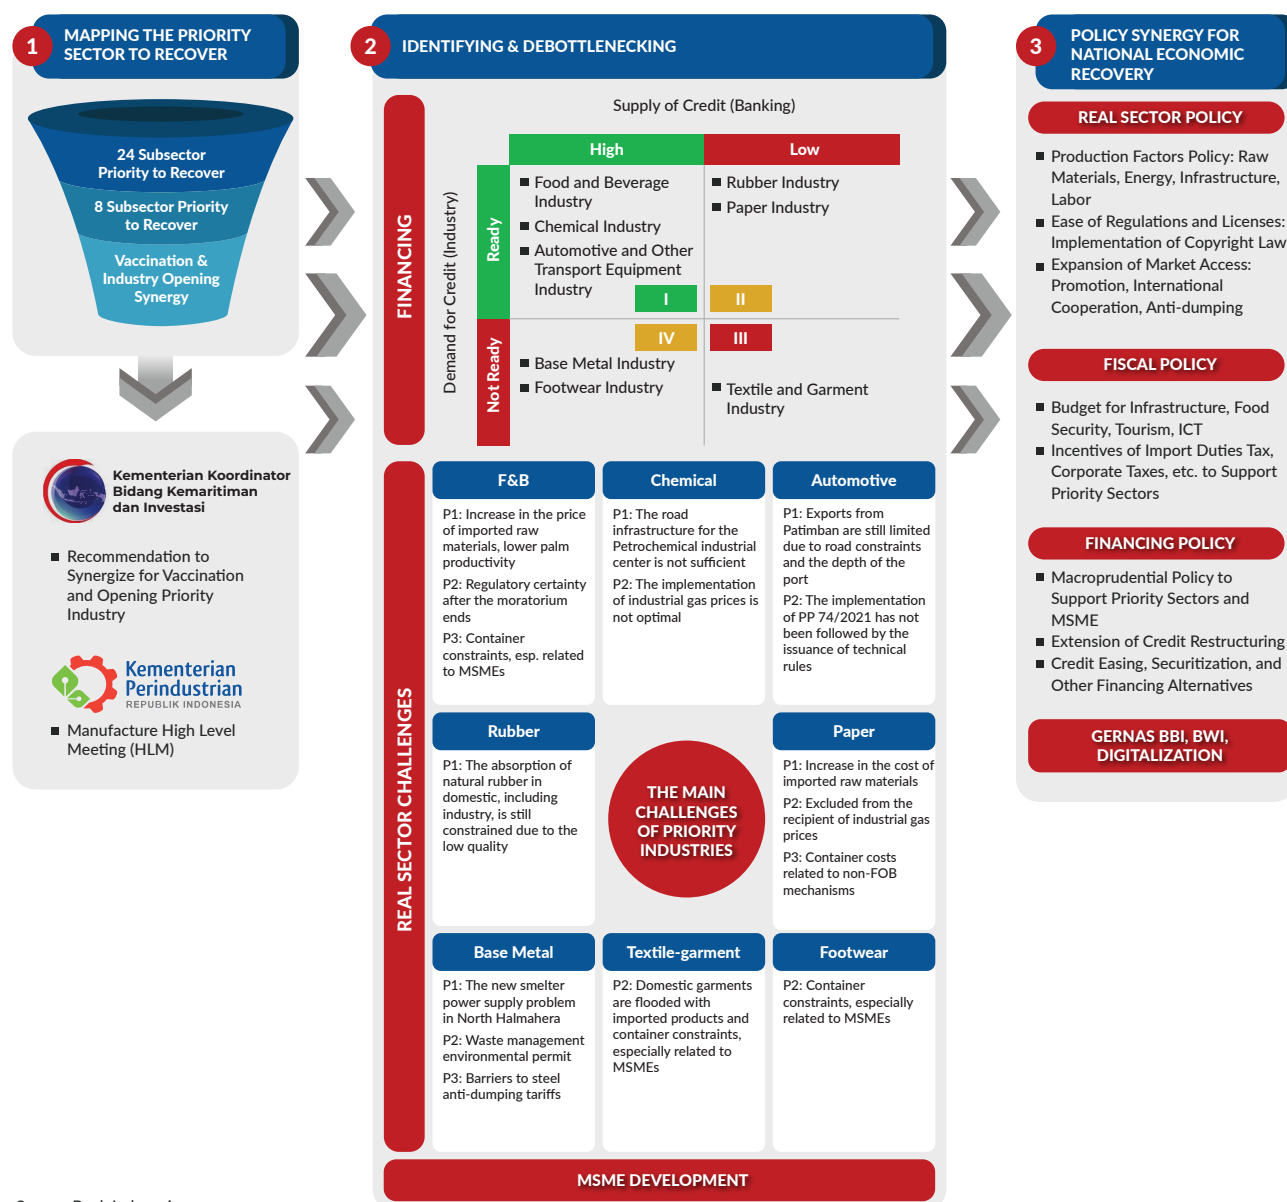 1
MAPPING THE PRIORITY
SECTOR TO RECOVER
24 Subsector
Priority to Recover
8 Subsector Priority
to Recover
Vaccination &
Industry Opening
Synergy
Kementerian Koordinator
Bidang Kemaritiman
dan Investasi
■ Recommendation to
Synergize for Vaccination
and Opening Priority
Industry
Kementerian
Perindustrian
REPUBLIK INDONESIA
■ Manufacture High Level
Meeting (HLM)
2
IDENTIFYING & DEBOTTLENECKING
FINANCING
Supply of Credit (Banking)
Demand for Credit (Industry)
High
Low
Ready
■ Food and Beverage
Industry
■ Chemical Industry
■ Automotive and Other
Transport Equipment
Industry
I
■ Rubber Industry
■ Paper Industry
II
Not Ready
IV
■ Base Metal Industry
■ Footwear Industry
III
■ Textile and Garment
Industry
REAL SECTOR CHALLENGES
F&B
P1: Increase in the price
of imported raw
materials, lower palm
productivity
P2: Regulatory certainty
after the moratorium
ends
P3: Container
constraints, esp. related
to MSMEs
Chemical
P1: The road
infrastructure for the
Petrochemical industrial
center is not sufficient
P2: The implementation
of industrial gas prices is
not optimal
Automotive
P1: Exports from
Patimban are still limited
due to road constraints
and the depth of the
port
P2: The implementation
of PP 74/2021 has not
been followed by the
issuance of technical
rules
Rubber
P1: The absorption of
natural rubber in
domestic, including
industry, is still
constrained due to the
low quality
THE MAIN
CHALLENGES
OF PRIORITY
INDUSTRIES
Paper
P1: Increase in the cost of
imported raw materials
P2: Excluded from the
recipient of industrial gas
prices
P3: Container costs
related to non-FOB
mechanisms
Base Metal
P1: The new smelter
power supply problem
in North Halmahera
P2: Waste management
environmental permit
P3: Barriers to steel
anti-dumping tariffs
Textile-garment
P2: Domestic garments
are flooded with
imported products and
container constraints,
especially related to
MSMEs
Footwear
P2: Container
constraints, especially
related to MSMEs
MSME DEVELOPMENT
3
POLICY SYNERGY FOR
NATIONAL ECONOMIC
RECOVERY
REAL SECTOR POLICY
■ Production Factors Policy: Raw
Materials, Energy, Infrastructure,
Labor
■ Ease of Regulations and Licenses:
Implementation of Copyright Law
■ Expansion of Market Access:
Promotion, International
Cooperation, Anti-dumping
FISCAL POLICY
■ Budget for Infrastructure, Food
Security, Tourism, ICT
■ Incentives of Import Duties Tax,
Corporate Taxes, etc. to Support
Priority Sectors
FINANCING POLICY
■ Macroprudential Policy to
Support Priority Sectors and
MSME
■ Extension of Credit Restructuring
■ Credit Easing, Securitization, and
Other Financing Alternatives
GERNAS BBI, BWI,
DIGITALIZATION